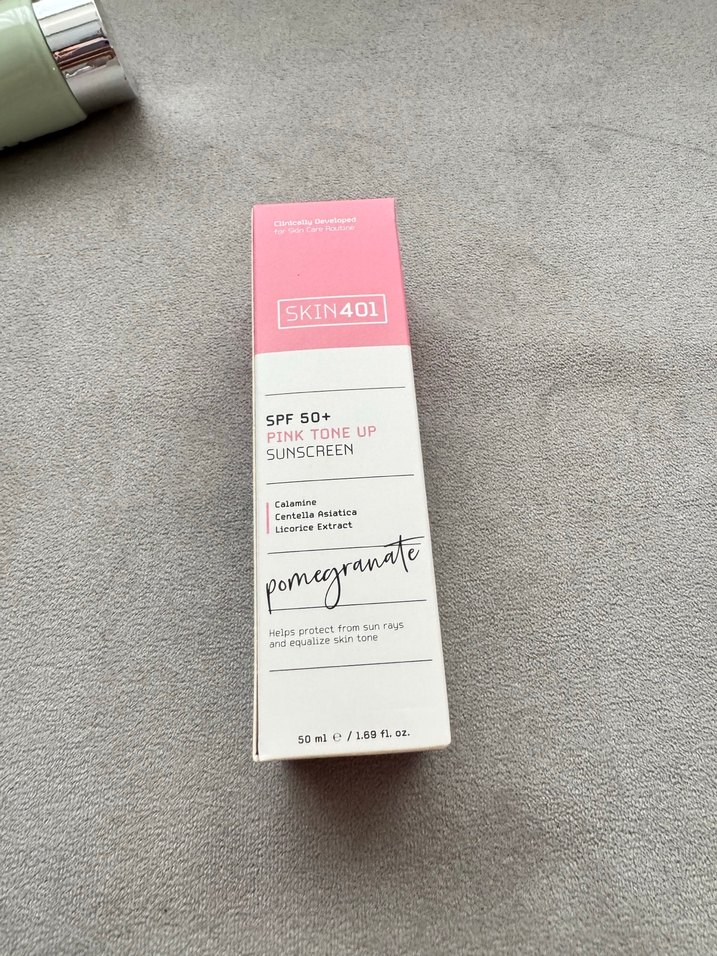 Clinically Developed
for Skin Care Routine
SKIN401
SPF 50+
PINK TONE UP
SUNSCREEN
Calamine
Centella Asiatica
Licorice Extract
pomegranate
Helps protect from sun rays
and equalize skin tone
50 ml ℮ / 1.69 fl. oz.